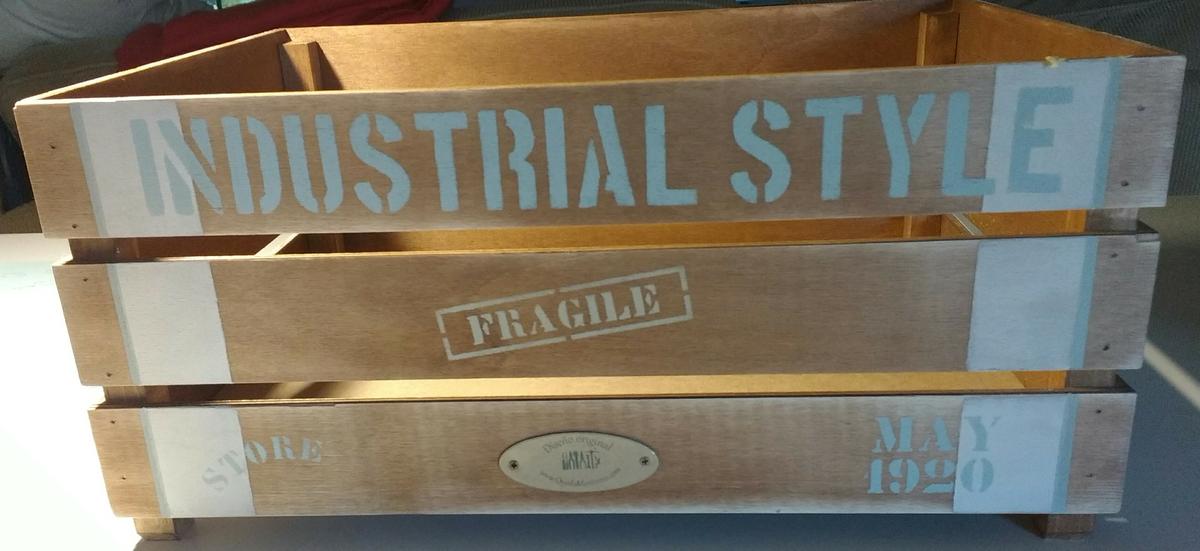 INDUSTRIAL STYLE
FRAGILE
STORE
Diseño original
MAY
1920